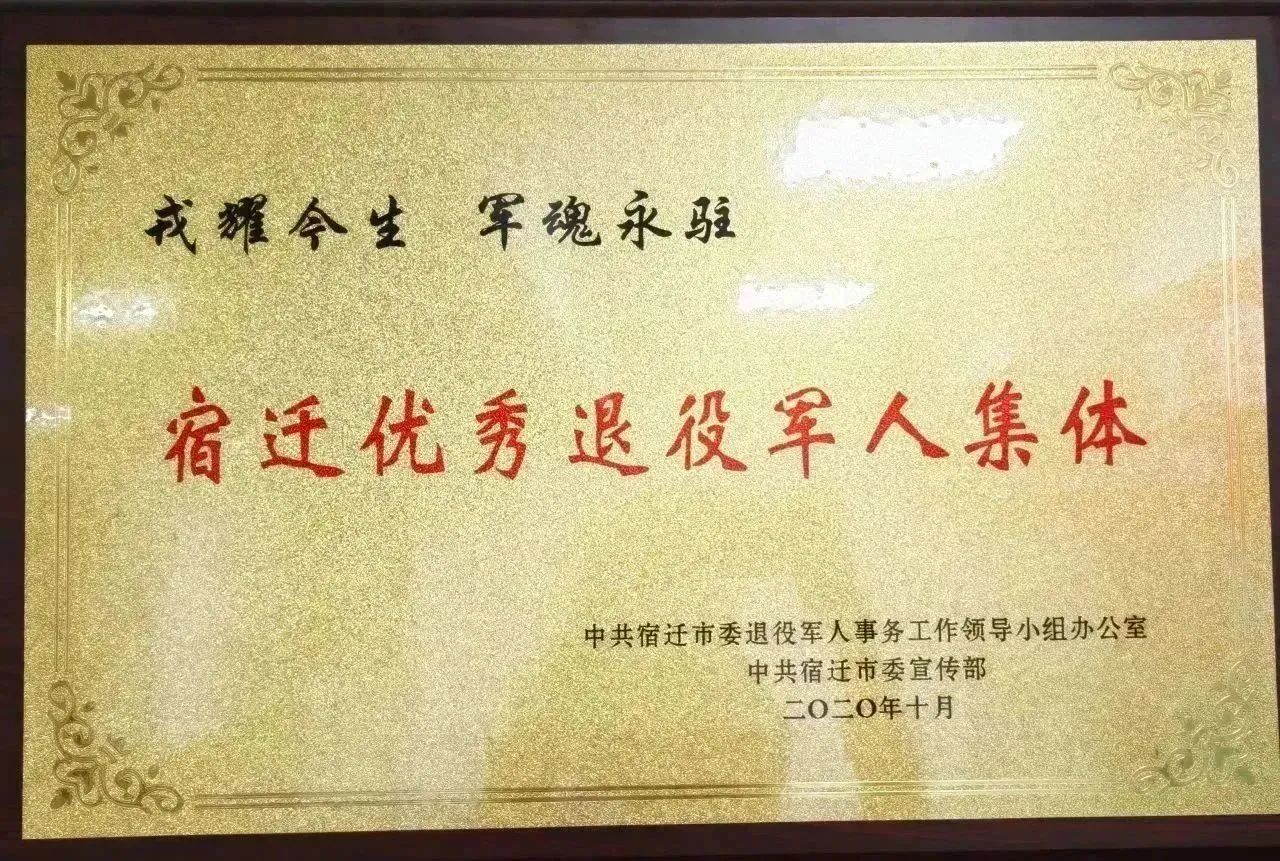 戎耀今生 军魂永驻
宿迁优秀退役军人集体
中共宿迁市委退役军人事务工作领导小组办公室
中共宿迁市委宣传部
二〇二〇年十月